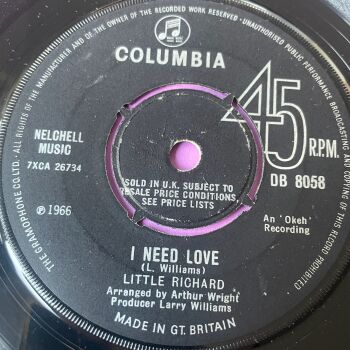 ALL RIGHTS OF THE MANUFACTURER AND OF THE OWNER OF THE RECORDED WORK RESERVED · UNAUTHORISED PUBLIC PERFORMANCE, BROADCASTING AND COPYING OF THIS RECORD PROHIBITED
THE GRAMOPHONE CO. LTD.
COLUMBIA
45 R.P.M.
NELCHELL
MUSIC
7XCA 26734
DB 8058
SOLD IN U.K. SUBJECT TO
RESALE PRICE CONDITIONS,
SEE PRICE LISTS
℗ 1966
An 'Okeh'
Recording
I NEED LOVE
(L. Williams)
LITTLE RICHARD
Arranged by Arthur Wright
Producer Larry Williams
MADE IN GT. BRITAIN